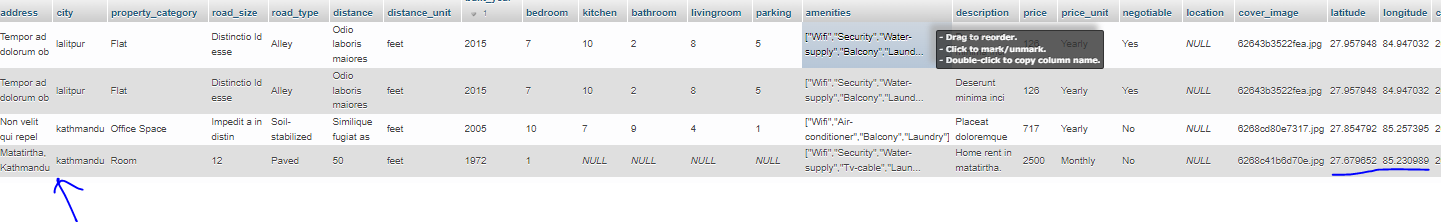 address city property_category road_size road_type distance distance_unit built_year 1 bedroom kitchen bathroom livingroom parking amenities description price price_unit negotiable location cover_image latitude longitude c
Tempor ad dolorum ob lalitpur Flat Distinctio Id esse Alley Odio laboris maiores feet 2015 7 10 2 8 5 ["Wifi","Security","Water-supply","Balcony","Laund... Yearly Yes NULL 62643b3522fea.jpg 27.957948 84.947032 2
- Drag to reorder.
- Click to mark/unmark.
- Double-click to copy column name.
Tempor ad dolorum ob lalitpur Flat Distinctio Id esse Alley Odio laboris maiores feet 2015 7 10 2 8 5 ["Wifi","Security","Water-supply","Balcony","Laund... Deserunt minima inci 126 Yearly Yes NULL 62643b3522fea.jpg 27.957948 84.947032 2
Non velit qui repel kathmandu Office Space Impedit a in distin Soil-stabilized Similique fugiat as feet 2005 10 7 9 4 1 ["Wifi","Air-conditioner","Balcony","Laundry"] Placeat doloremque 717 Yearly No NULL 6268cd80e7317.jpg 27.854792 85.257395 2
Matatirtha, Kathmandu kathmandu Room 12 Paved 50 feet 1972 1 NULL NULL NULL NULL ["Wifi","Security","Water-supply","Tv-cable","Laun... Home rent in matatirtha. 2500 Monthly No NULL 6268c41b6d70e.jpg 27.679652 85.230989 2